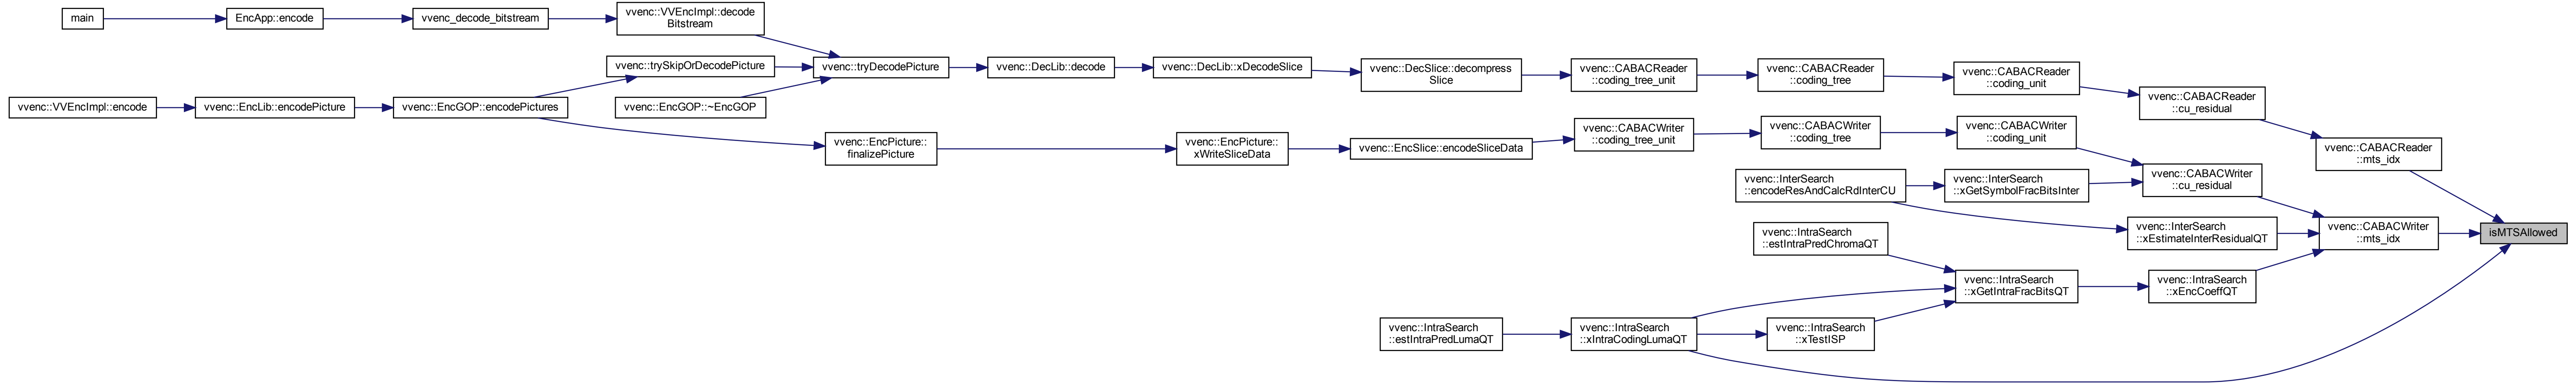 main
EncApp::encode
vvenc_decode_bitstream
vvenc::VVEncImpl::decode
Bitstream
vvenc::trySkipOrDecodePicture
vvenc::tryDecodePicture
vvenc::DecLib::decode
vvenc::DecLib::xDecodeSlice
vvenc::DecSlice::decompress
Slice
vvenc::CABACReader
::coding_tree_unit
vvenc::CABACReader
::coding_tree
vvenc::CABACReader
::coding_unit
vvenc::CABACReader
::cu_residual
vvenc::CABACReader
::mts_idx
vvenc::VVEncImpl::encode
vvenc::EncLib::encodePicture
vvenc::EncGOP::encodePictures
vvenc::EncGOP::~EncGOP
vvenc::EncPicture::
finalizePicture
vvenc::EncPicture::
xWriteSliceData
vvenc::EncSlice::encodeSliceData
vvenc::CABACWriter
::coding_tree_unit
vvenc::CABACWriter
::coding_tree
vvenc::CABACWriter
::coding_unit
vvenc::InterSearch
::encodeResAndCalcRdInterCU
vvenc::InterSearch
::xGetSymbolFracBitsInter
vvenc::CABACWriter
::cu_residual
vvenc::InterSearch
::xEstimateInterResidualQT
vvenc::CABACWriter
::mts_idx
isMTSAllowed
vvenc::IntraSearch
::estIntraPredChromaQT
vvenc::IntraSearch
::xGetIntraFracBitsQT
vvenc::IntraSearch
::xEncCoeffQT
vvenc::IntraSearch
::estIntraPredLumaQT
vvenc::IntraSearch
::xIntraCodingLumaQT
vvenc::IntraSearch
::xTestISP